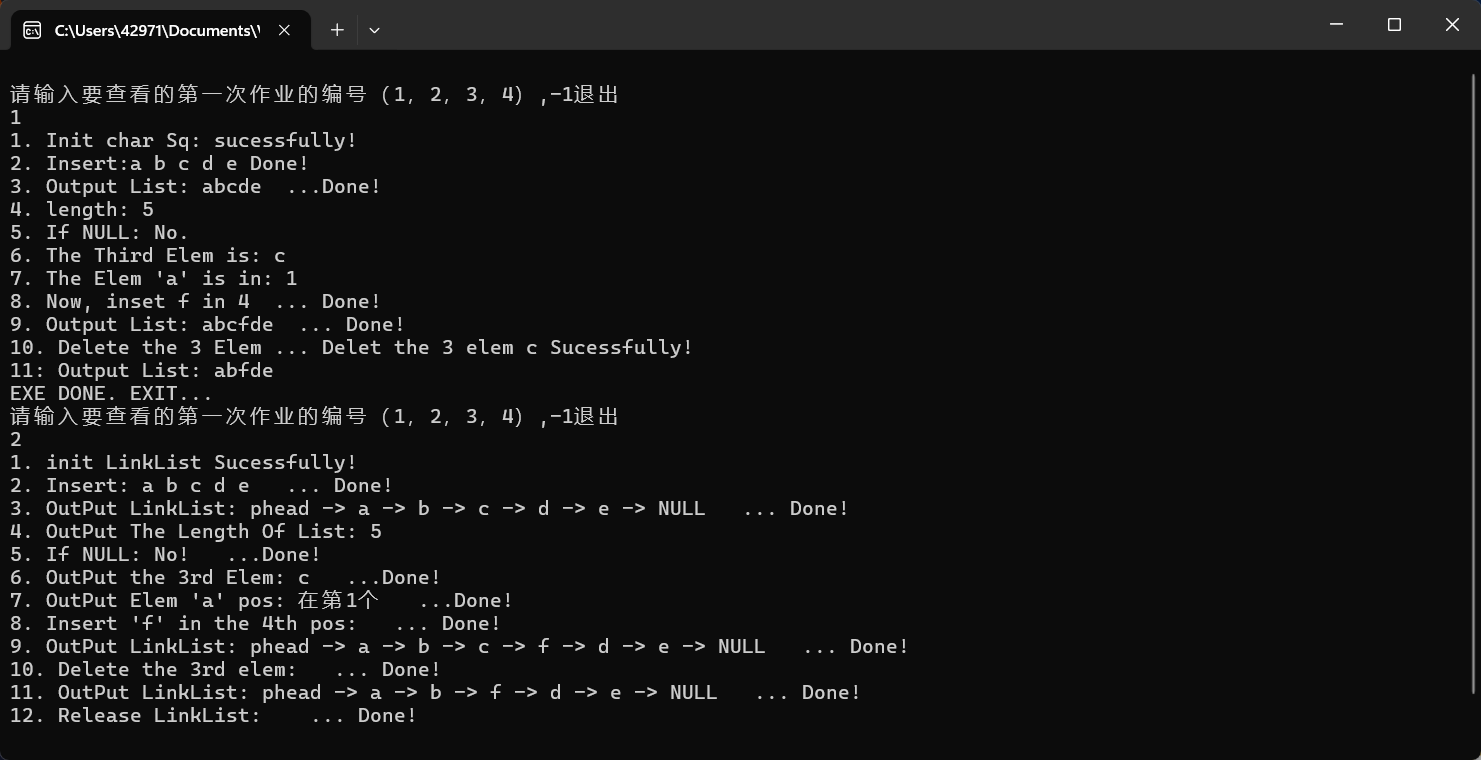 C:\Users\42971\Documents\
请输入要查看的第一次作业的编号（1，2，3，4）,-1退出
1
1. Init char Sq: sucessfully!
2. Insert:a b c d e Done!
3. Output List: abcde  ...Done!
4. length: 5
5. If NULL: No.
6. The Third Elem is: c
7. The Elem 'a' is in: 1
8. Now, inset f in 4  ... Done!
9. Output List: abcfde  ... Done!
10. Delete the 3 Elem ... Delet the 3 elem c Sucessfully!
11: Output List: abfde
EXE DONE. EXIT...
请输入要查看的第一次作业的编号（1，2，3，4）,-1退出
2
1. init LinkList Sucessfully!
2. Insert: a b c d e   ... Done!
3. OutPut LinkList: phead -> a -> b -> c -> d -> e -> NULL   ... Done!
4. OutPut The Length Of List: 5
5. If NULL: No!   ...Done!
6. OutPut the 3rd Elem: c   ...Done!
7. OutPut Elem 'a' pos: 在第1个   ...Done!
8. Insert 'f' in the 4th pos:   ... Done!
9. OutPut LinkList: phead -> a -> b -> c -> f -> d -> e -> NULL   ... Done!
10. Delete the 3rd elem:   ... Done!
11. OutPut LinkList: phead -> a -> b -> f -> d -> e -> NULL   ... Done!
12. Release LinkList:    ... Done!